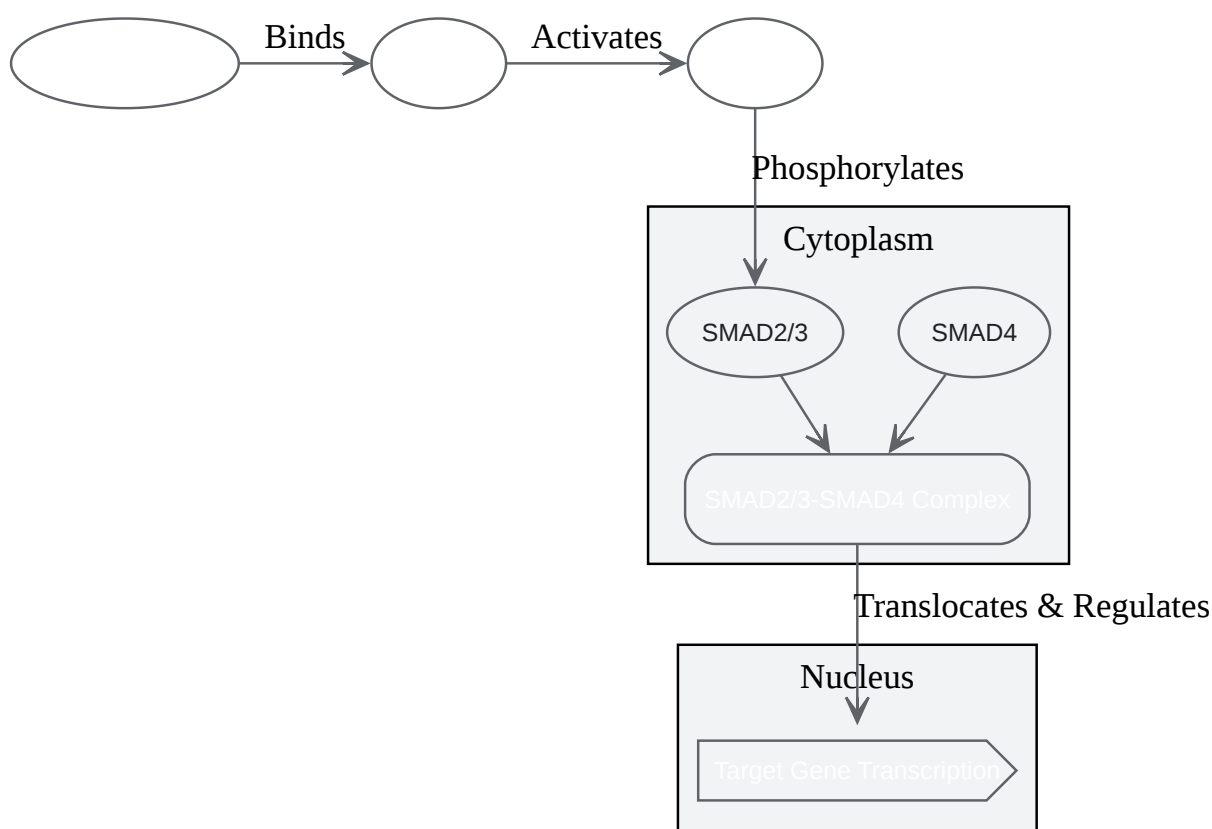 Binds
Activates
Phosphorylates
Cytoplasm
SMAD2/3
SMAD4
SMAD2/3-SMAD4 Complex
Translocates & Regulates
Nucleus
Target Gene Transcription